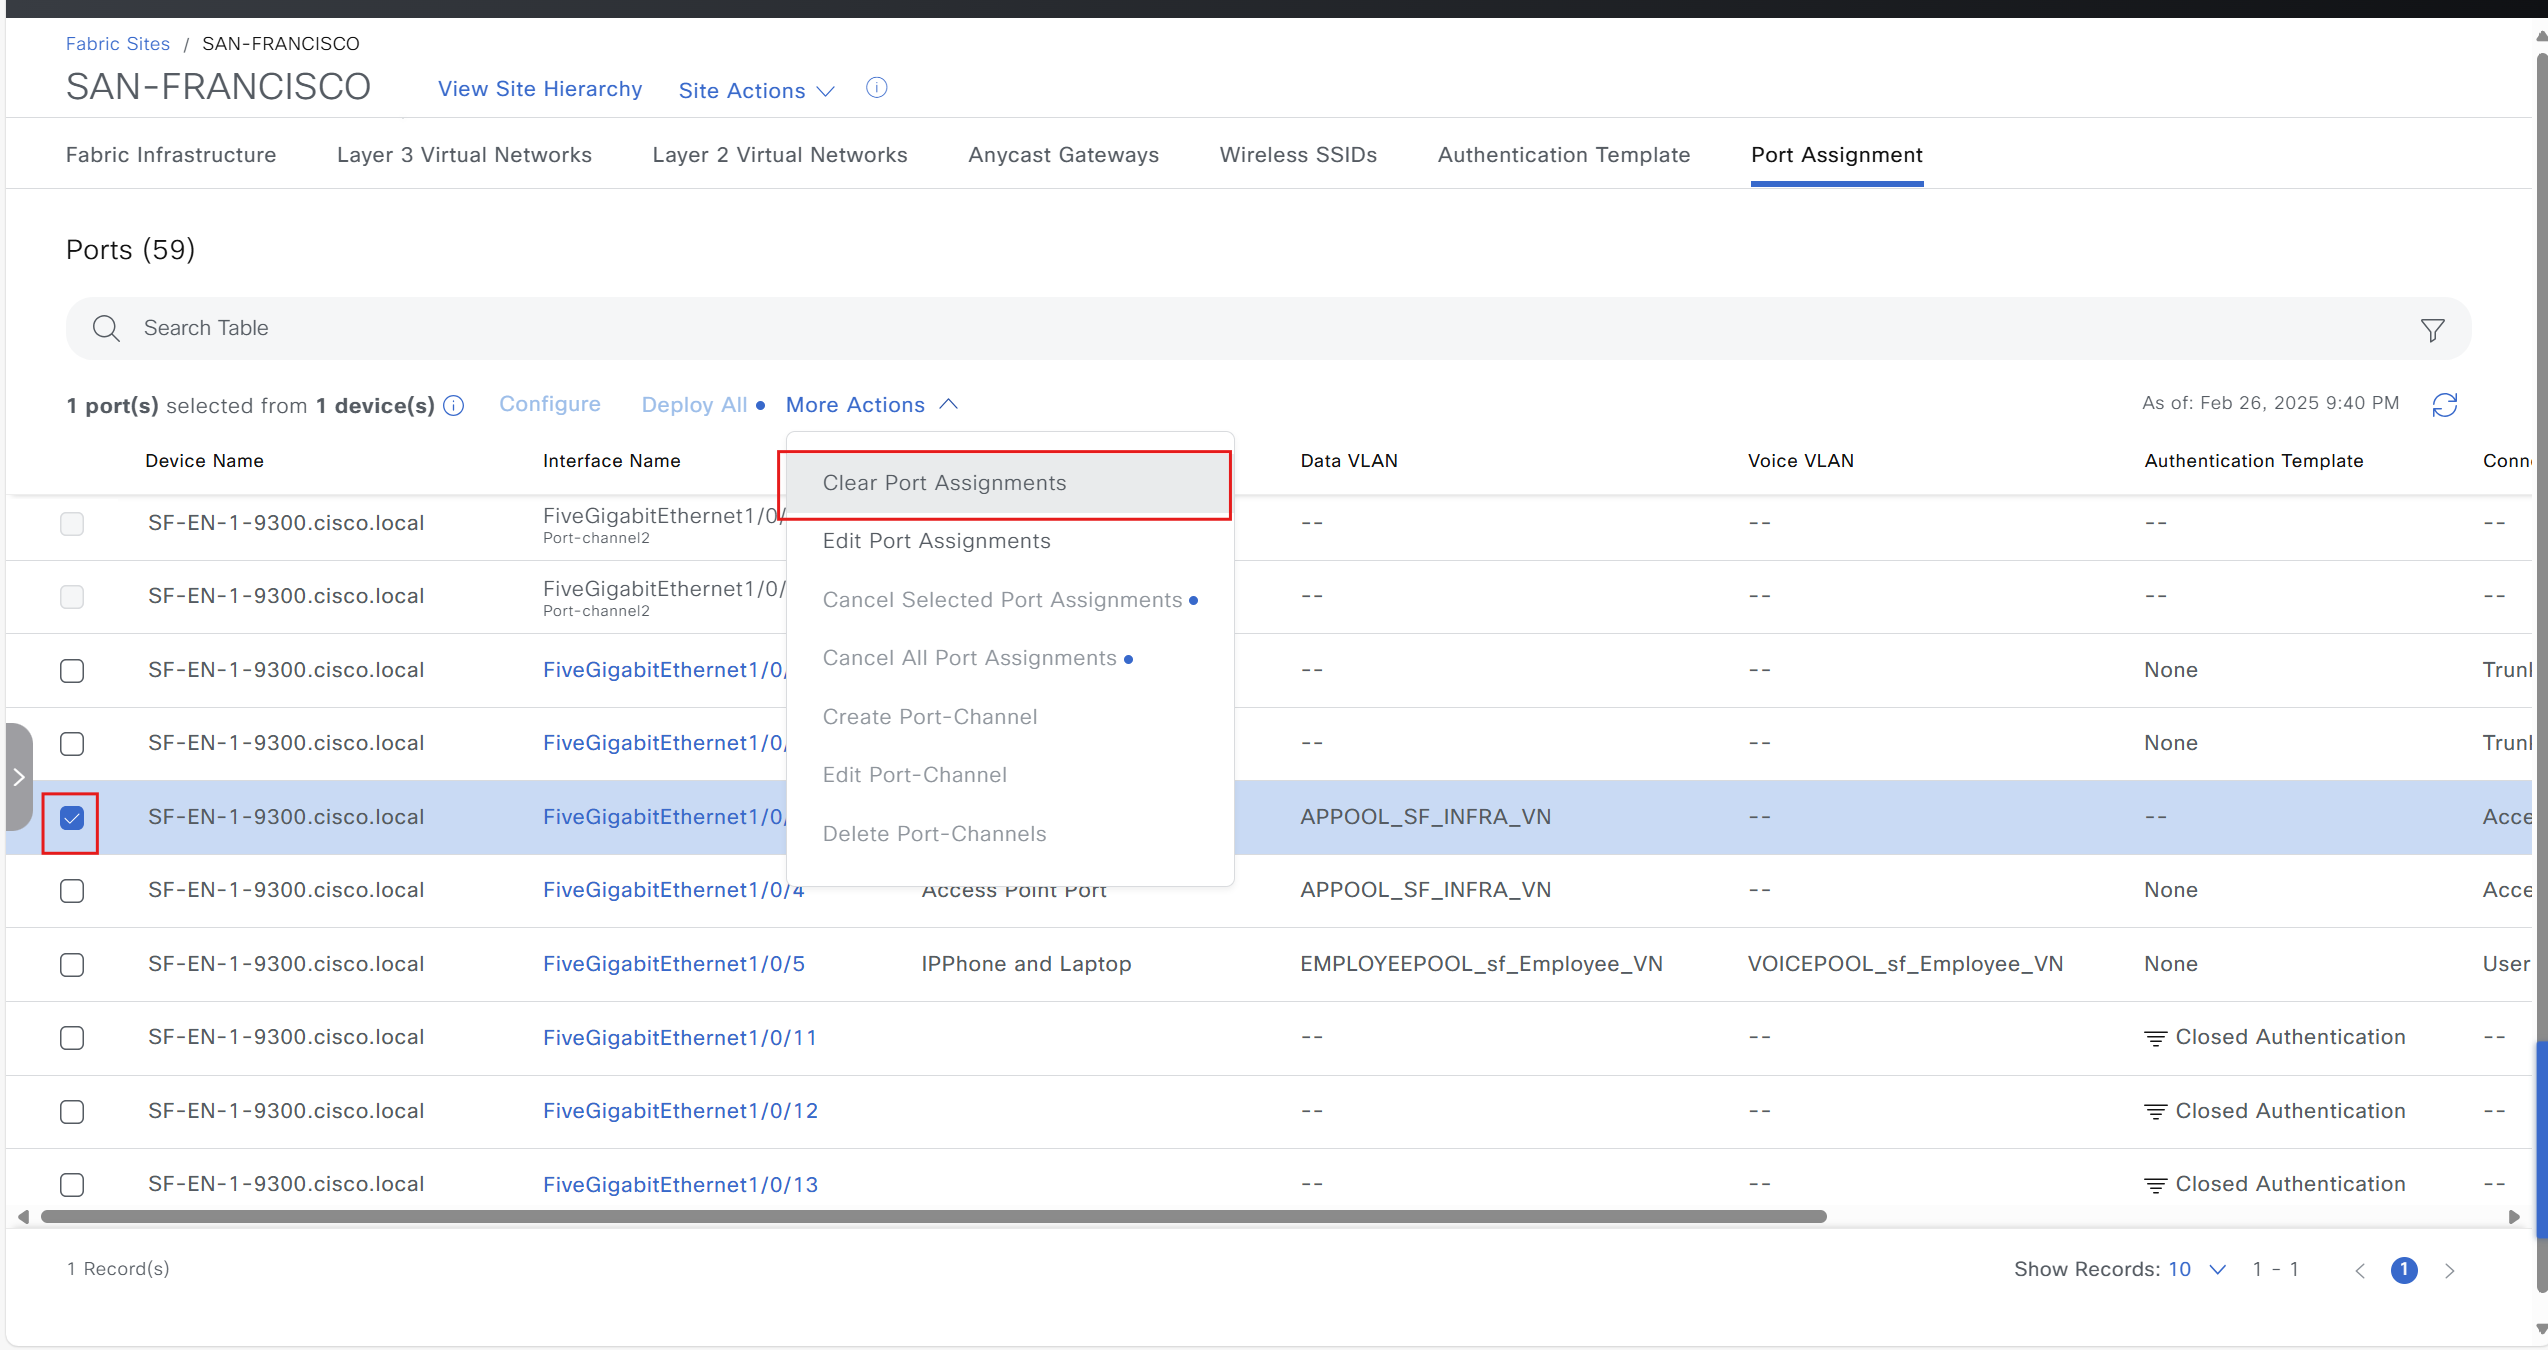 Fabric Sites / SAN-FRANCISCO
SAN-FRANCISCO View Site Hierarchy Site Actions
Fabric Infrastructure Layer 3 Virtual Networks Layer 2 Virtual Networks Anycast Gateways Wireless SSIDs Authentication Template Port Assignment
Ports (59)
Search Table
1 port(s) selected from 1 device(s) Configure Deploy All More Actions As of: Feb 26, 2025 9:40 PM
Device Name Interface Name Data VLAN Voice VLAN Authentication Template
Clear Port Assignments
SF-EN-1-9300.cisco.local FiveGigabitEthernet1/0/ -- -- -- --
Port-channel2
Edit Port Assignments
SF-EN-1-9300.cisco.local FiveGigabitEthernet1/0/ -- -- -- --
Port-channel2
Cancel Selected Port Assignments
Cancel All Port Assignments
SF-EN-1-9300.cisco.local FiveGigabitEthernet1/0/ -- -- None
Create Port-Channel
SF-EN-1-9300.cisco.local FiveGigabitEthernet1/0/ -- -- None
Edit Port-Channel
SF-EN-1-9300.cisco.local FiveGigabitEthernet1/0/ APPOOL_SF_INFRA_VN -- --
Delete Port-Channels
SF-EN-1-9300.cisco.local FiveGigabitEthernet1/0/4 Access Point Port APPOOL_SF_INFRA_VN -- None
SF-EN-1-9300.cisco.local FiveGigabitEthernet1/0/5 IPPhone and Laptop EMPLOYEEPOOL_sf_Employee_VN VOICEPOOL_sf_Employee_VN None User
SF-EN-1-9300.cisco.local FiveGigabitEthernet1/0/11 -- -- Closed Authentication --
SF-EN-1-9300.cisco.local FiveGigabitEthernet1/0/12 -- -- Closed Authentication --
SF-EN-1-9300.cisco.local FiveGigabitEthernet1/0/13 -- -- Closed Authentication --
1 Record(s) Show Records: 10 1 - 1 1